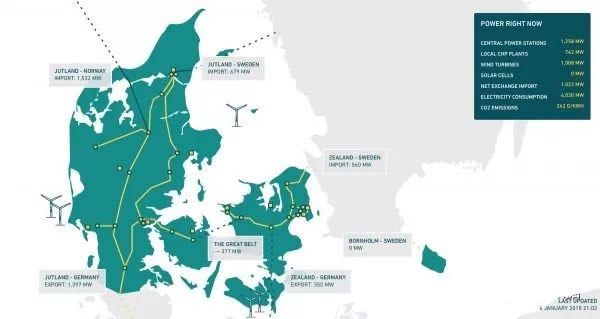 POWER RIGHT NOW
CENTRAL POWER STATIONS 1,258 MW
LOCAL CHP PLANTS 742 MW
WIND TURBINES 1,008 MW
SOLAR CELLS 0 MW
NET EXCHANGE IMPORT 1,022 MW
ELECTRICITY CONSUMPTION 4,030 MW
CO2 EMISSIONS 242 G/KWH
JUTLAND - NORWAY
IMPORT: 1,532 MW
JUTLAND - SWEDEN
IMPORT: 679 MW
ZEALAND - SWEDEN
IMPORT: 560 MW
THE GREAT BELT
→ 377 MW
BORNHOLM - SWEDEN
0 MW
JUTLAND - GERMANY
EXPORT: 1,397 MW
ZEALAND - GERMANY
EXPORT: 350 MW
LAST UPDATED
6 JANUARY 2018 21:02